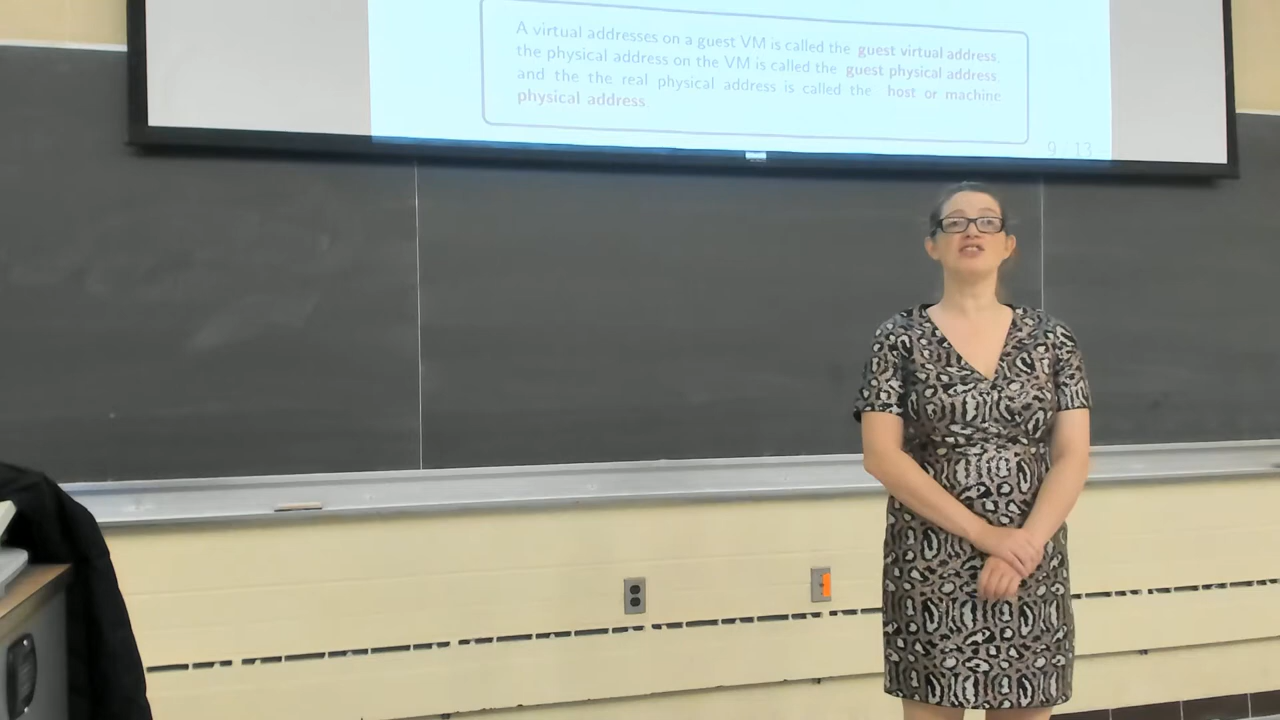 A virtual addresses on a guest VM is called the guest virtual address,
the physical address on the VM is called the guest physical address,
and the the real physical address is called the host or machine
physical address.
9 / 13